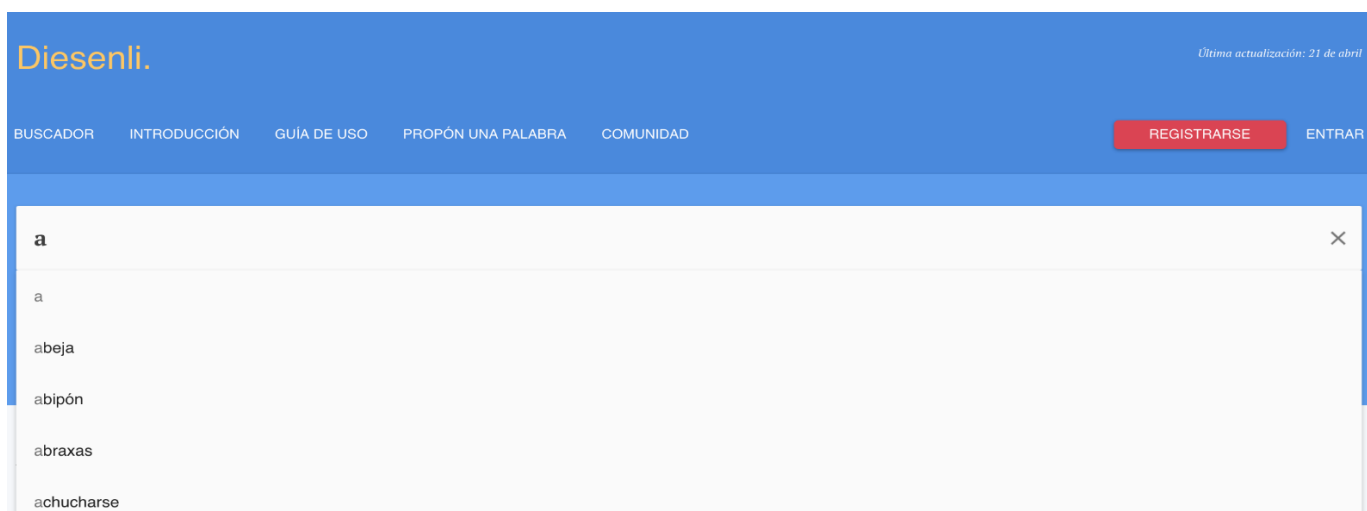 Diesenli.
Última actualización: 21 de abril
BUSCADOR INTRODUCCIÓN GUÍA DE USO PROPÓN UNA PALABRA COMUNIDAD REGISTRARSE ENTRAR
a
a
abeja
abipón
abraxas
achucharse